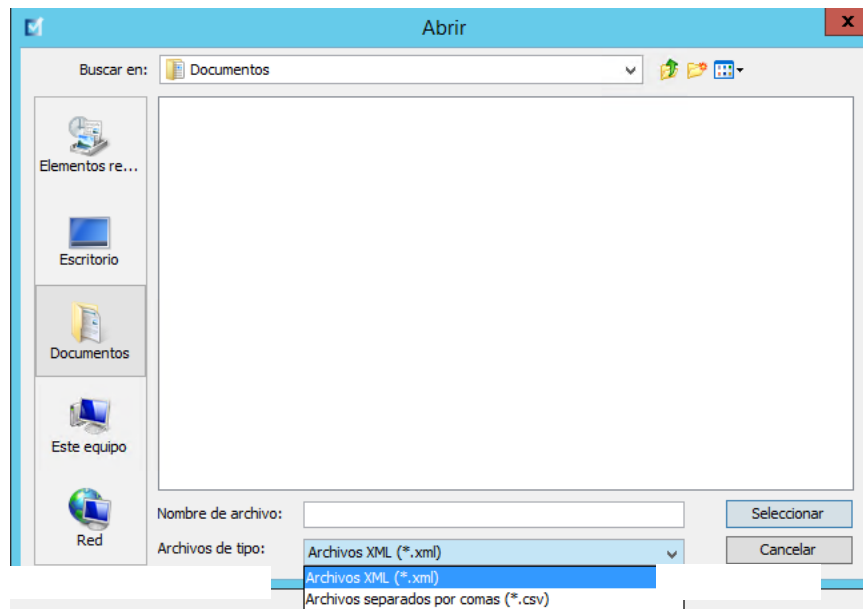 Abrir
x
Buscar en: Documentos
Elementos re...
Escritorio
Documentos
Este equipo
Red
Nombre de archivo:
Seleccionar
Archivos de tipo: Archivos XML (*.xml)
Cancelar
Archivos XML (*.xml)
Archivos separados por comas (*.csv)